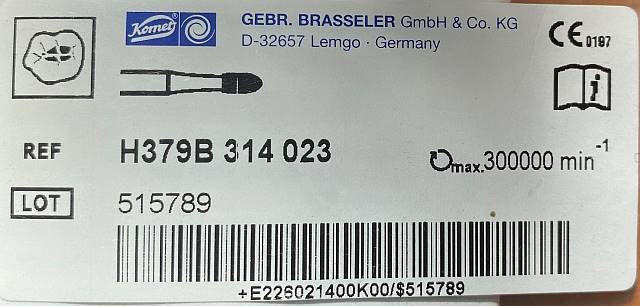 Komet
GEBR. BRASSELER GmbH & Co. KG
D-32657 Lemgo · Germany
CE 0197
REF H379B 314 023
max. 300000 min⁻¹
LOT 515789
+E226021400K00/$515789